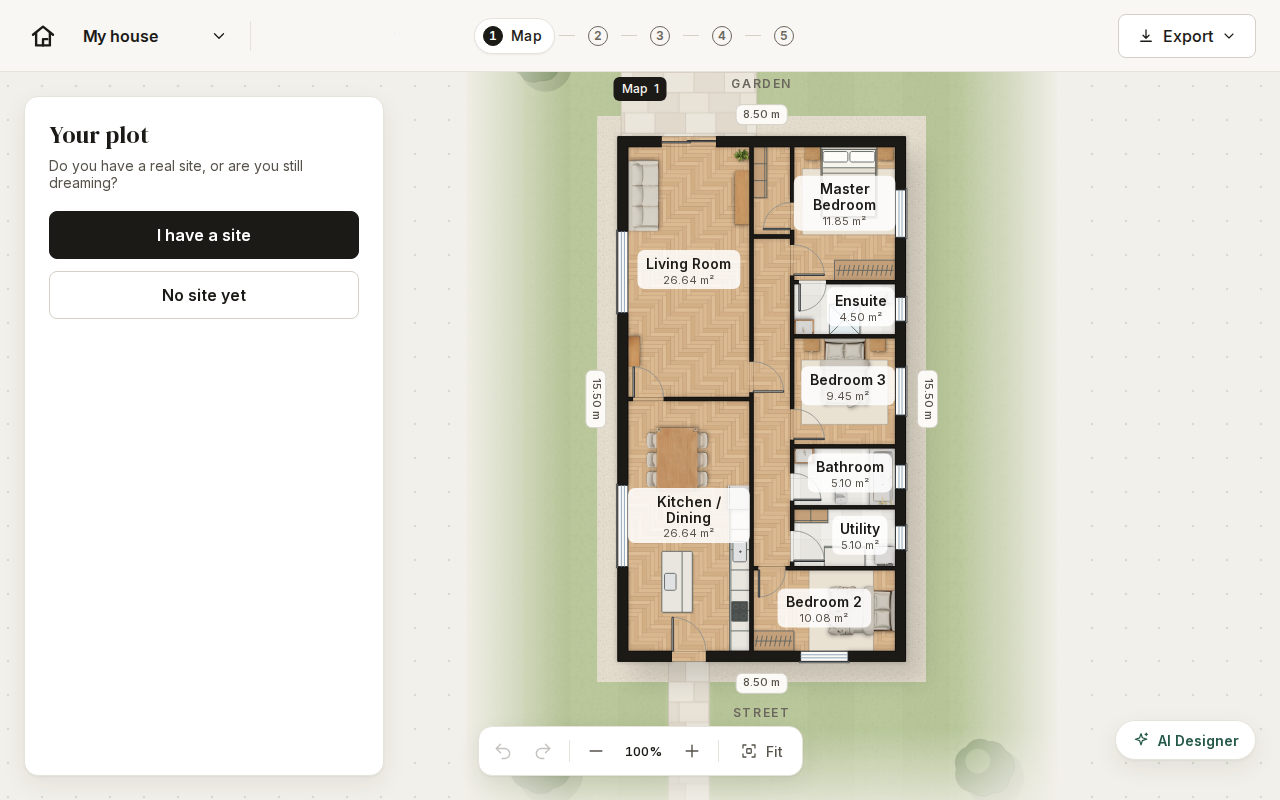 My house
1 Map
2
3
4
5
Export
Your plot
Do you have a real site, or are you still
dreaming?
I have a site
No site yet
Map 1
GARDEN
8.50 m
Master
Bedroom
11.85 m²
Living Room
26.64 m²
Ensuite
4.50 m²
Bedroom 3
9.45 m²
15.50 m
15.50 m
Bathroom
5.10 m²
Kitchen /
Dining
26.64 m²
Utility
5.10 m²
Bedroom 2
10.08 m²
8.50 m
STREET
100%
Fit
AI Designer